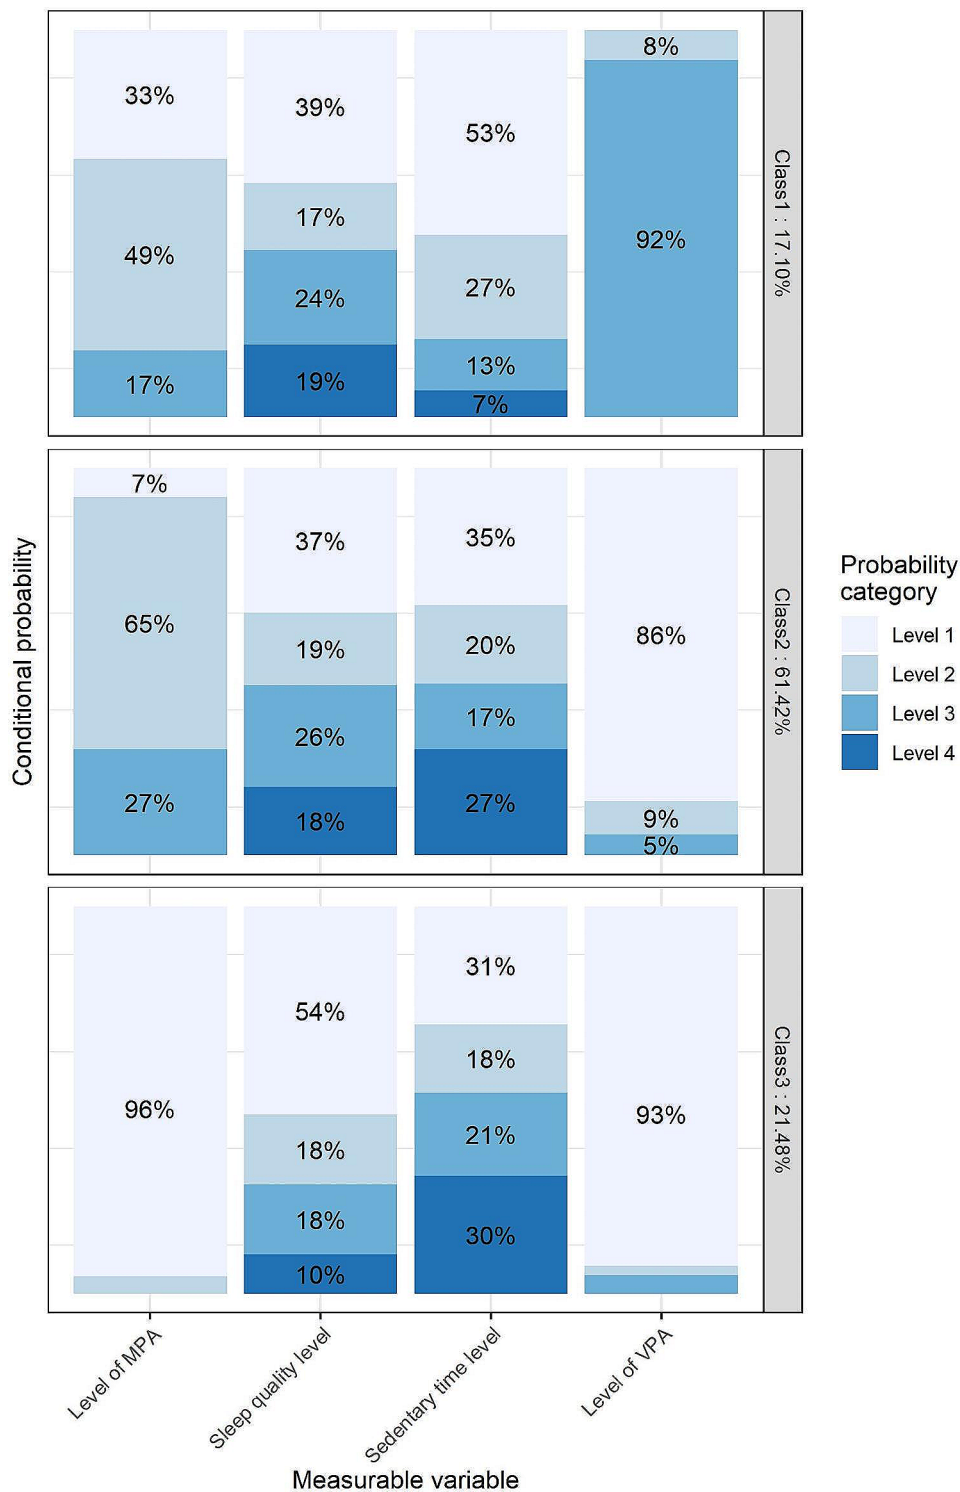 33%
49%
17%
39%
17%
24%
19%
53%
27%
13%
7%
8%
92%
Class1 : 17.10%
7%
65%
27%
37%
19%
26%
18%
35%
20%
17%
27%
86%
9%
5%
Class2 : 61.42%
96%
54%
18%
18%
10%
31%
18%
21%
30%
93%
Class3 : 21.48%
Conditional probability
Level of MPA
Sleep quality level
Sedentary time level
Level of VPA
Measurable variable
Probability
category
Level 1
Level 2
Level 3
Level 4